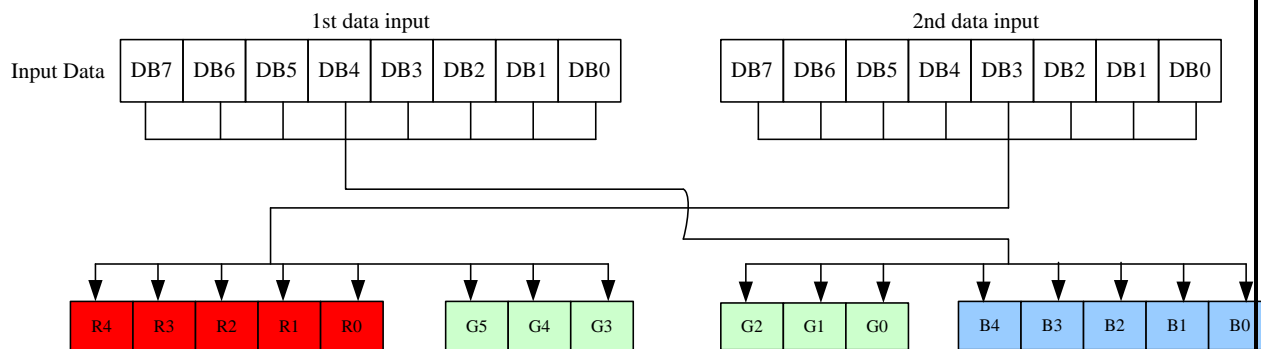 1st data input 2nd data input
Input Data DB7 DB6 DB5 DB4 DB3 DB2 DB1 DB0 DB7 DB6 DB5 DB4 DB3 DB2 DB1 DB0
R4 R3 R2 R1 R0 G5 G4 G3 G2 G1 G0 B4 B3 B2 B1 B0